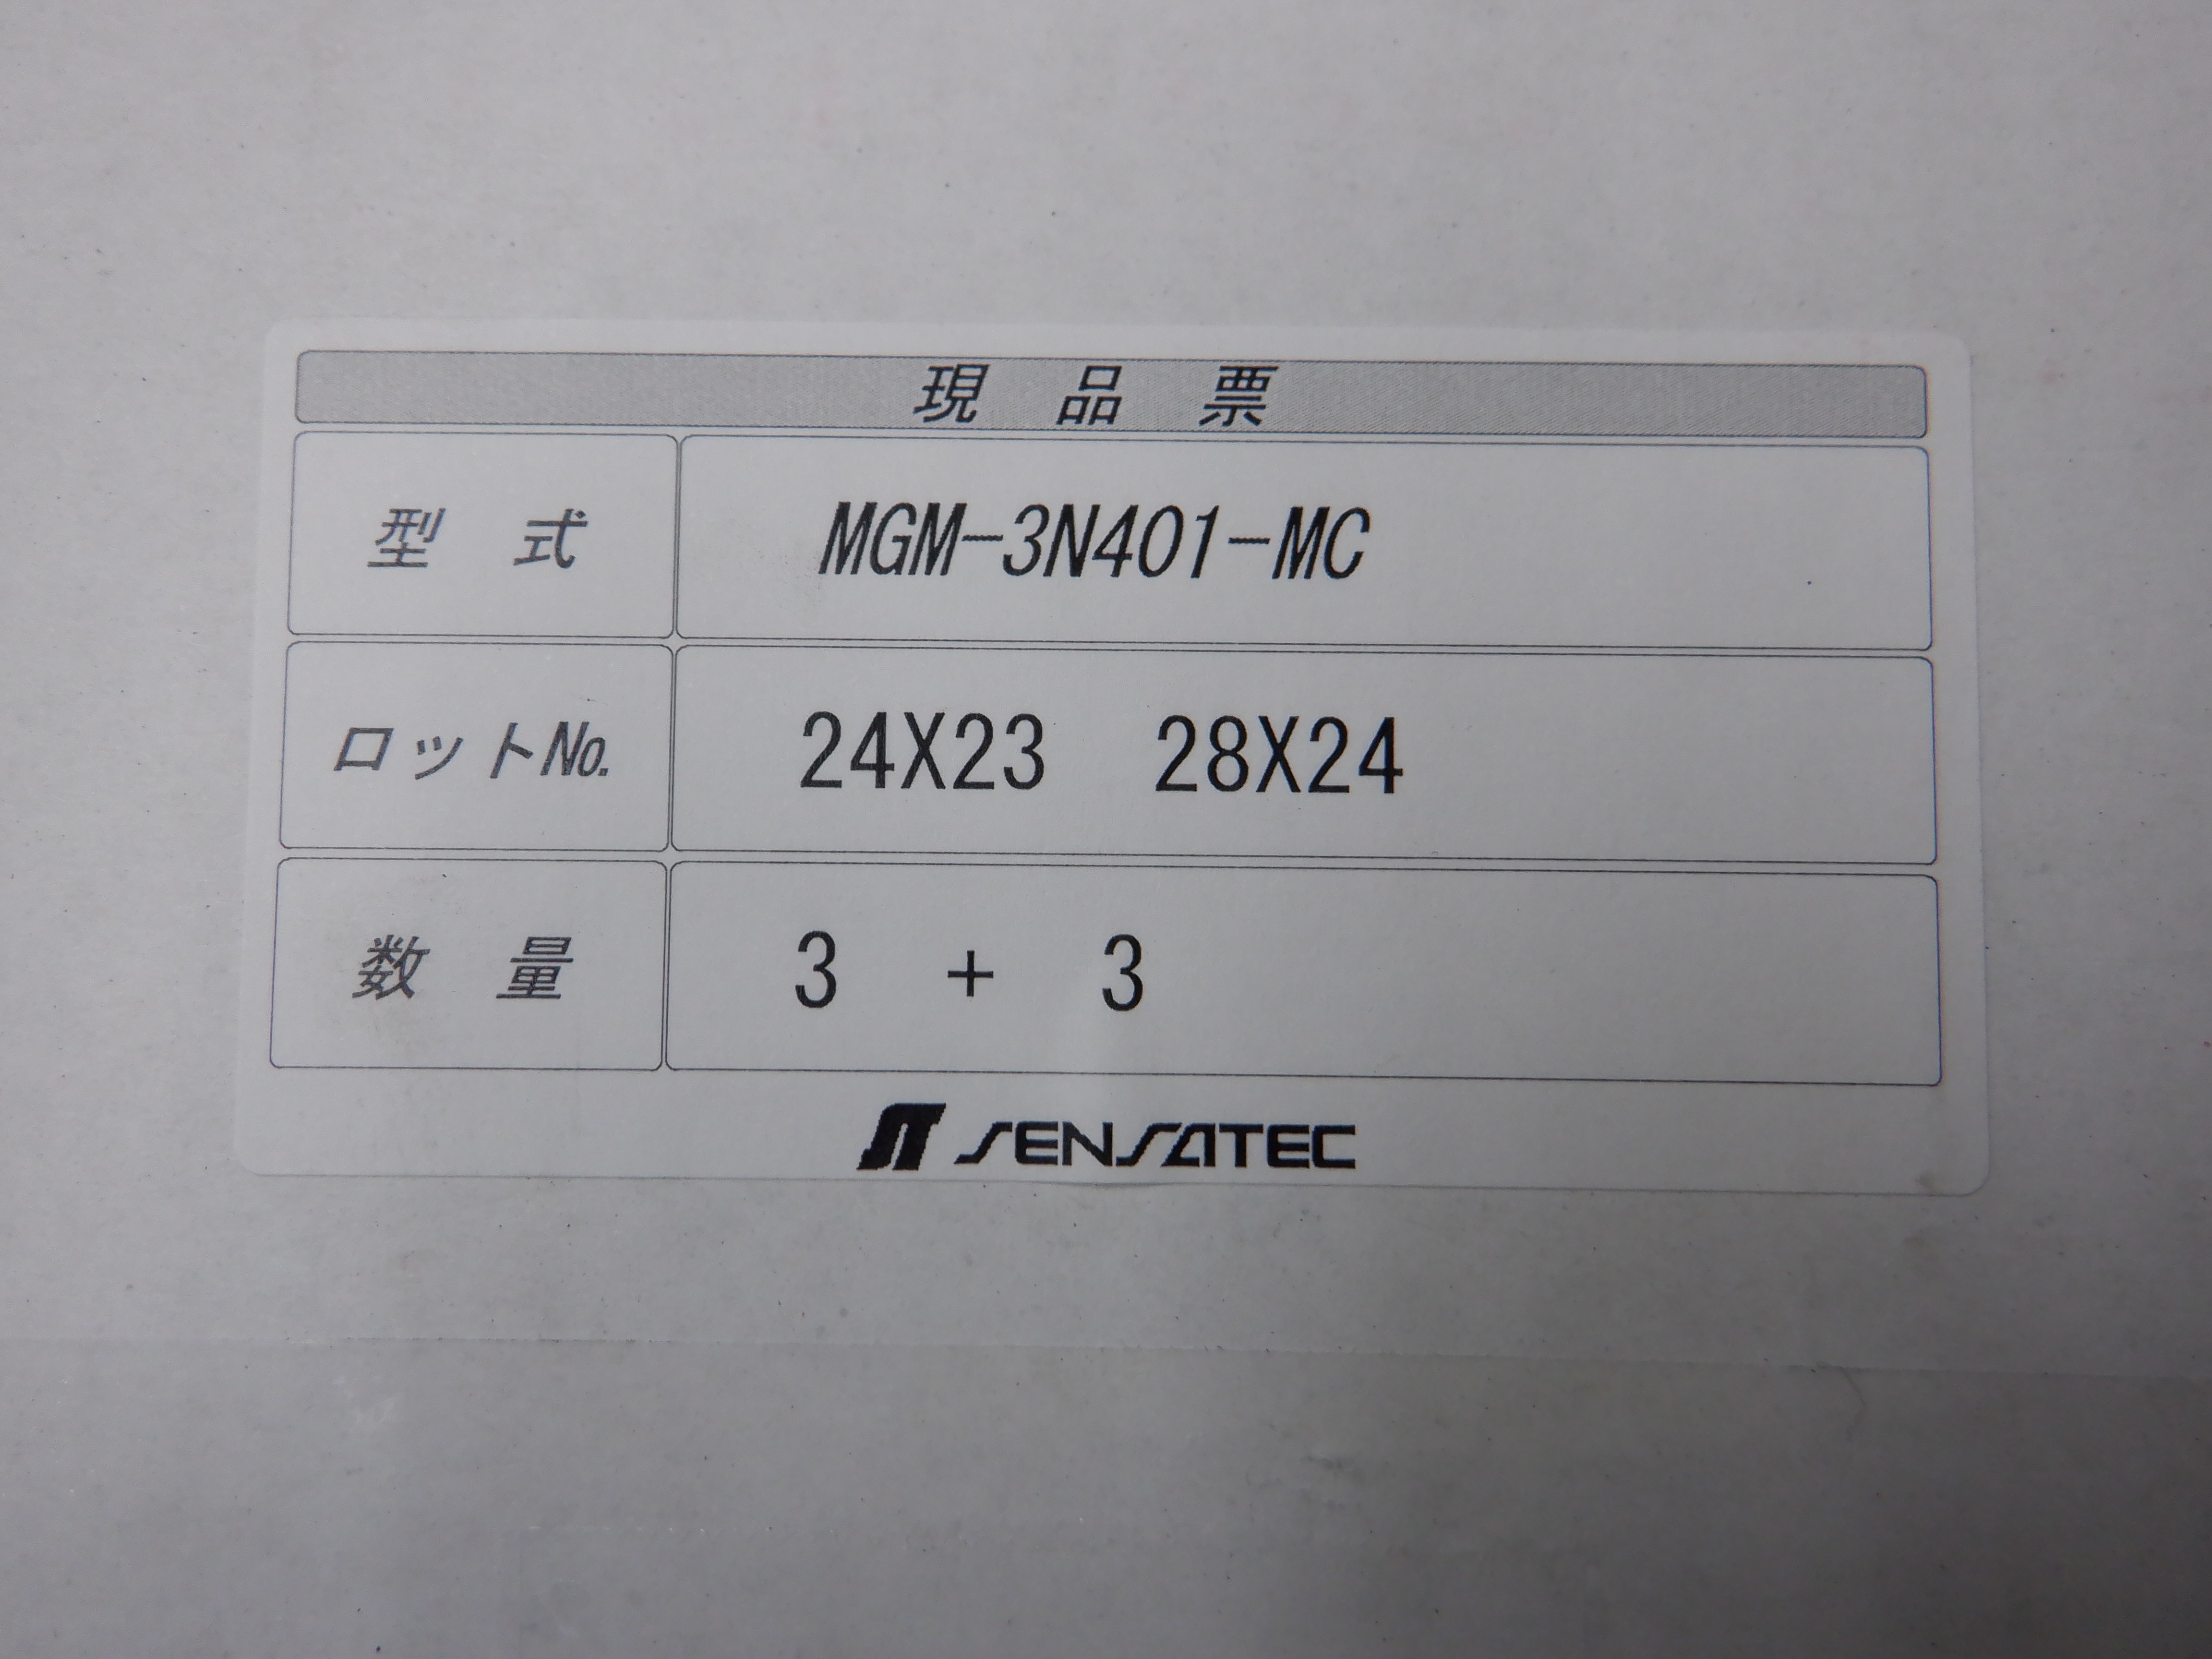 現品票
型式 MGM-3N401-MC
ロットNo. 24X23 28X24
数量 3 + 3
SENSATEC